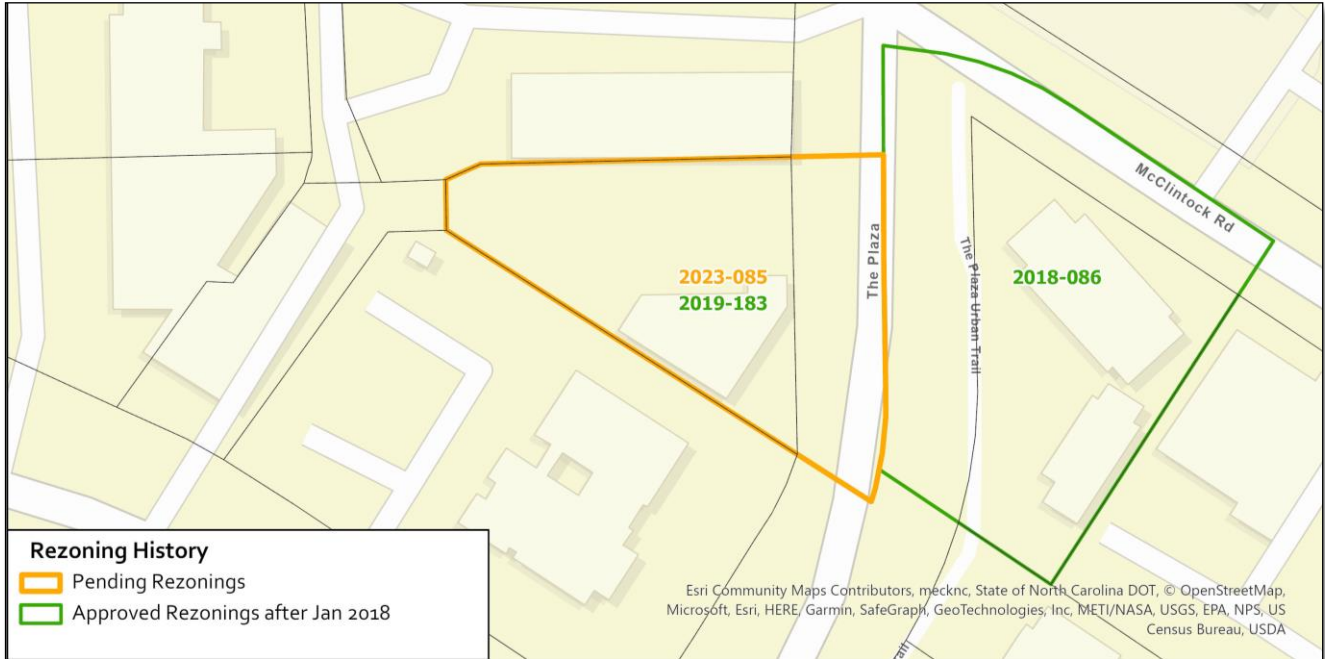 McClintock Rd
The Plaza
The Plaza Urban Trail
2023-085
2019-183
2018-086
Rezoning History
Pending Rezonings
Approved Rezonings after Jan 2018
Esri Community Maps Contributors, mecknc, State of North Carolina DOT, © OpenStreetMap,
Microsoft, Esri, HERE, Garmin, SafeGraph, GeoTechnologies, Inc, METI/NASA, USGS, EPA, NPS, US
Census Bureau, USDA